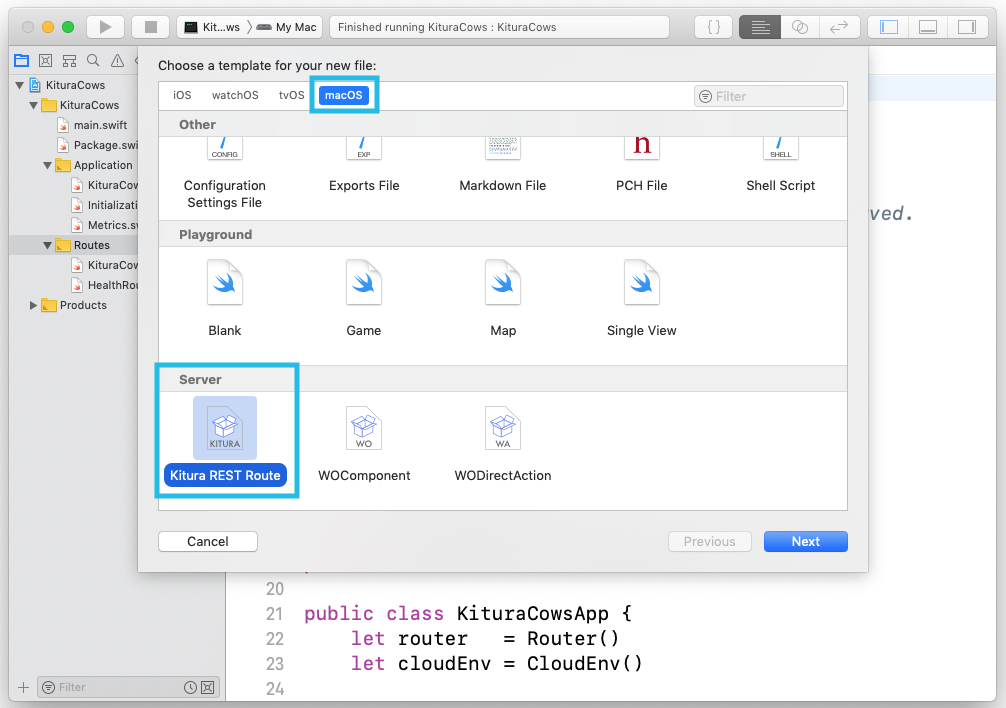 Kit...ws 〉 My Mac
Finished running KituraCows : KituraCows
{ }
Choose a template for your new file:
iOS watchOS tvOS macOS
Filter
Other
CONFIG
EXP
SHELL
h
Configuration
Settings File
Exports File
Markdown File
PCH File
Shell Script
Playground
Blank
Game
Map
Single View
Server
KITURA
WO
WA
Kitura REST Route
WOComponent
WODirectAction
Cancel
Previous
Next
KituraCows
KituraCows
main.swift
Package.swi
Application
KituraCow
Initializati
Metrics.sw
Routes
KituraCow
HealthRou
Products
Filter
ved.
20
21 public class KituraCowsApp {
22 let router = Router()
23 let cloudEnv = CloudEnv()
24